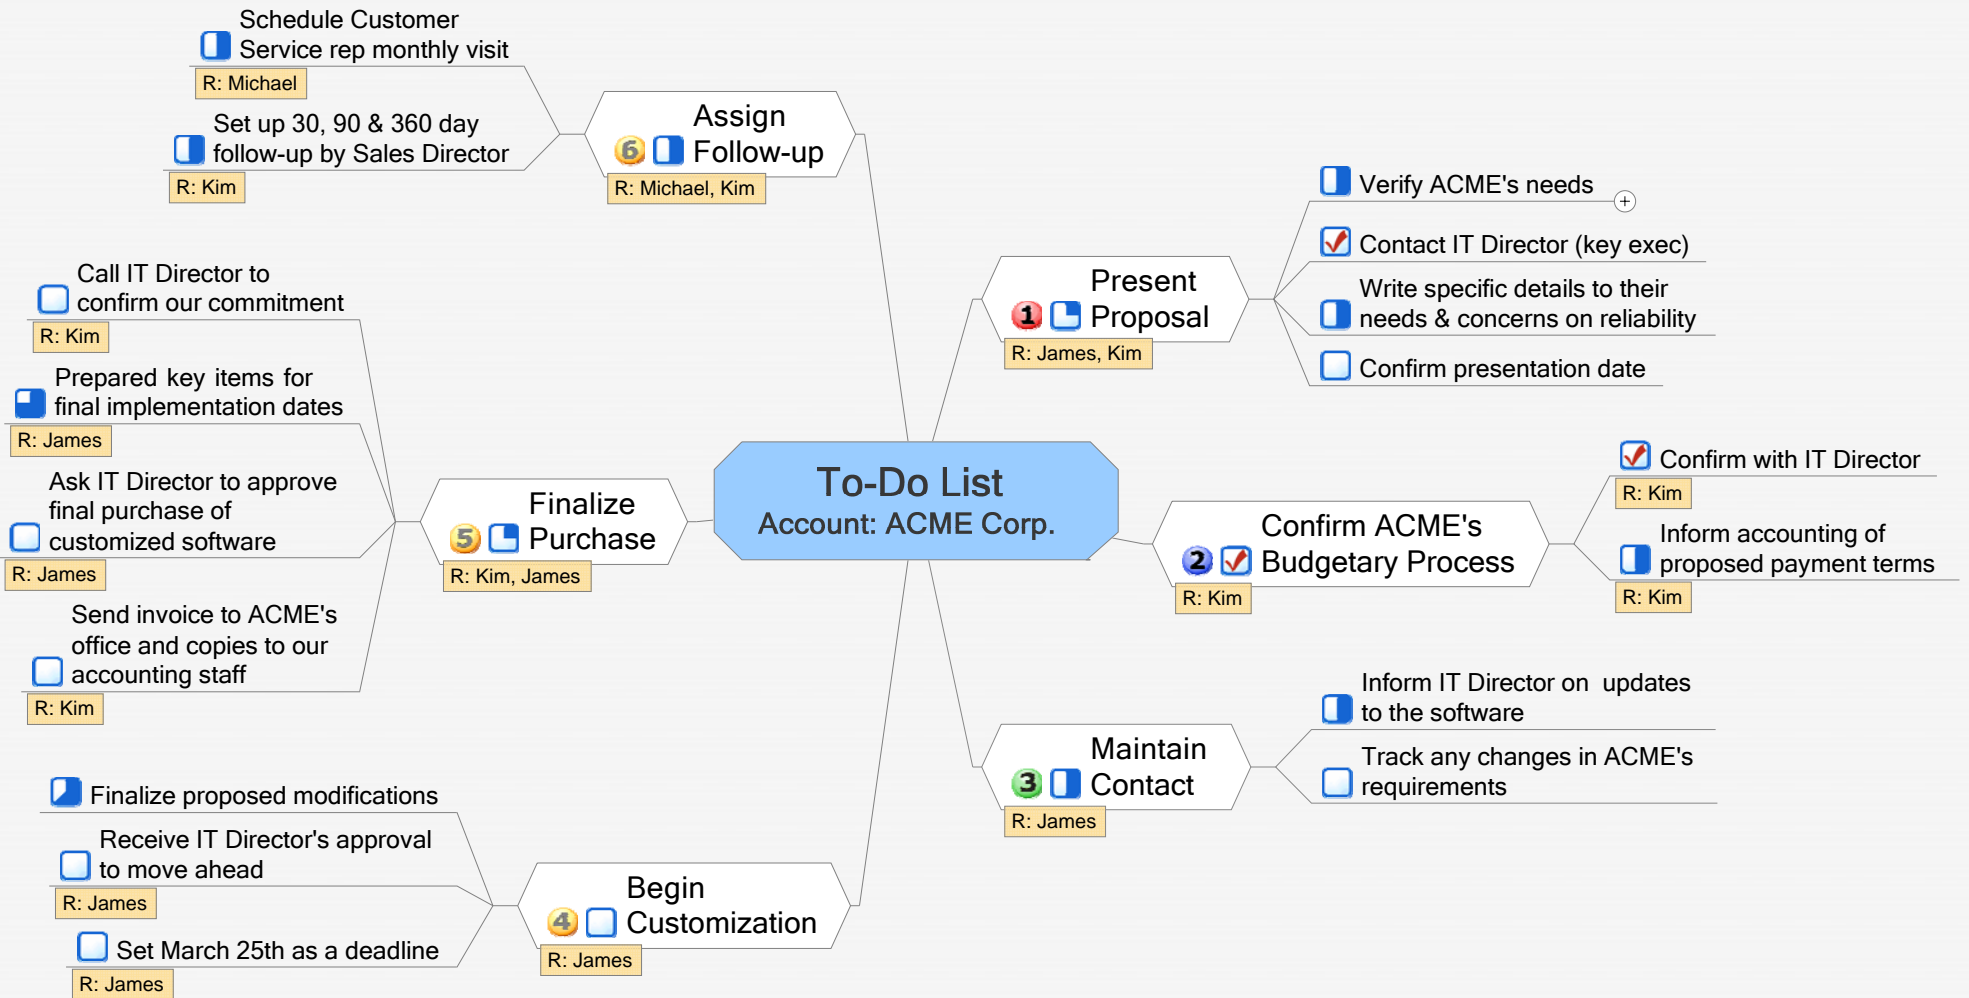 To-Do List
Account: ACME Corp.
1
Present
Proposal
R: James, Kim
Verify ACME's needs
Contact IT Director (key exec)
Write specific details to their
needs & concerns on reliability
Confirm presentation date
2
Confirm ACME's
Budgetary Process
R: Kim
Confirm with IT Director
R: Kim
Inform accounting of
proposed payment terms
R: Kim
3
Maintain
Contact
R: James
Inform IT Director on updates
to the software
Track any changes in ACME's
requirements
4
Begin
Customization
R: James
Finalize proposed modifications
Receive IT Director's approval
to move ahead
R: James
Set March 25th as a deadline
R: James
5
Finalize
Purchase
R: Kim, James
Call IT Director to
confirm our commitment
R: Kim
Prepared key items for
final implementation dates
R: James
Ask IT Director to approve
final purchase of
customized software
R: James
Send invoice to ACME's
office and copies to our
accounting staff
R: Kim
6
Assign
Follow-up
R: Michael, Kim
Schedule Customer
Service rep monthly visit
R: Michael
Set up 30, 90 & 360 day
follow-up by Sales Director
R: Kim